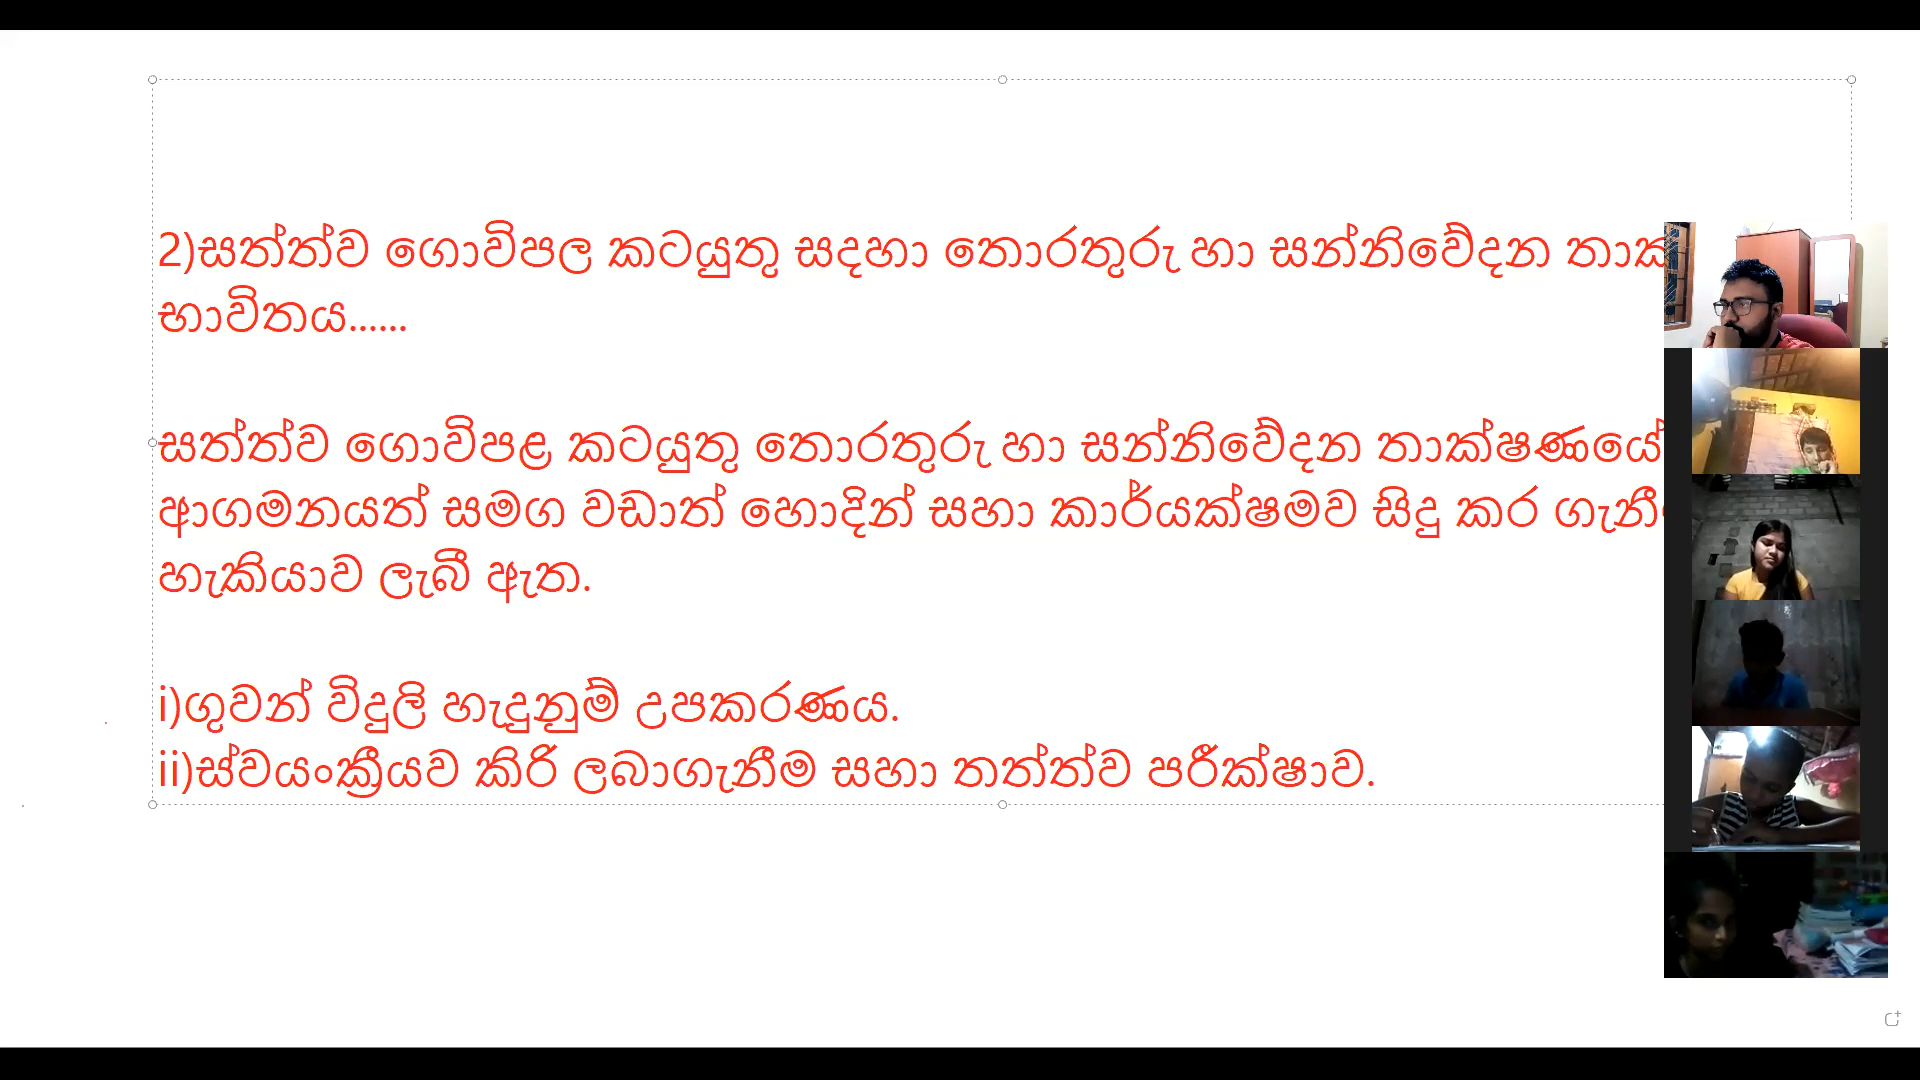 2)සත්ත්ව ගොවිපල කටයුතු සදහා තොරතුරු හා සන්නිවේදන
භාවිතය......
සත්ත්ව ගොවිපළ කටයුතු තොරතුරු හා සන්නිවේදන තාක්ෂණයේ
ආගමනයත් සමග වඩාත් හොදින් සහා කාර්යක්ෂමව සිදු කර
හැකියාව ලැබී ඇත.
i)ගුවන් විදුලි හැදුනුම් උපකරණය.
ii)ස්වයංක්‍රීයව කිරි ලබාගැනීම සහා තත්ත්ව පරීක්ෂාව.